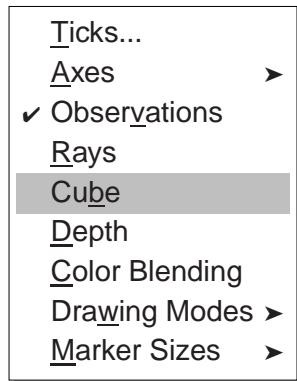 Ticks...
Axes ➤
✔ Observations
Rays
Cube
Depth
Color Blending
Drawing Modes ➤
Marker Sizes ➤